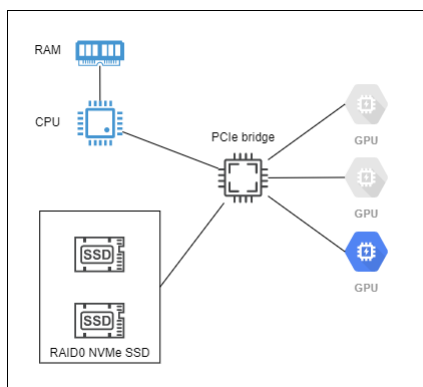 RAM
CPU
PCIe bridge
GPU
GPU
GPU
SSD
SSD
RAID0 NVMe SSD